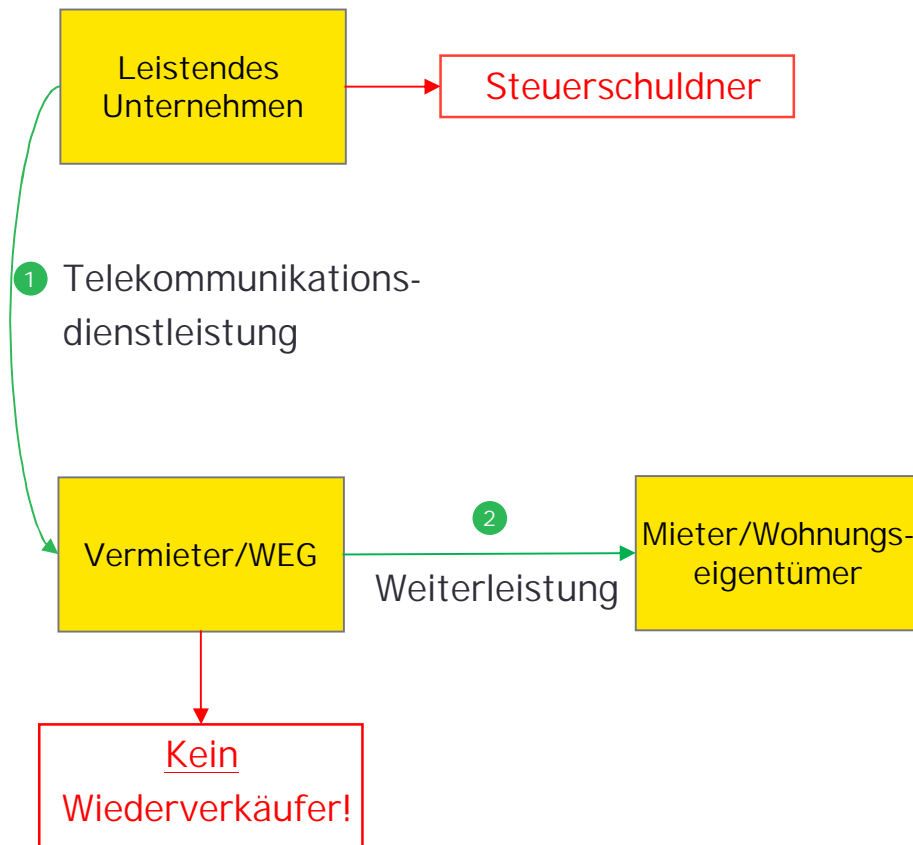 Leistendes
Unternehmen
Steuerschuldner
1 Telekommunikations-
dienstleistung
Vermieter/WEG
2
Weiterleistung
Mieter/Wohnungs-
eigentümer
Kein
Wiederverkäufer!